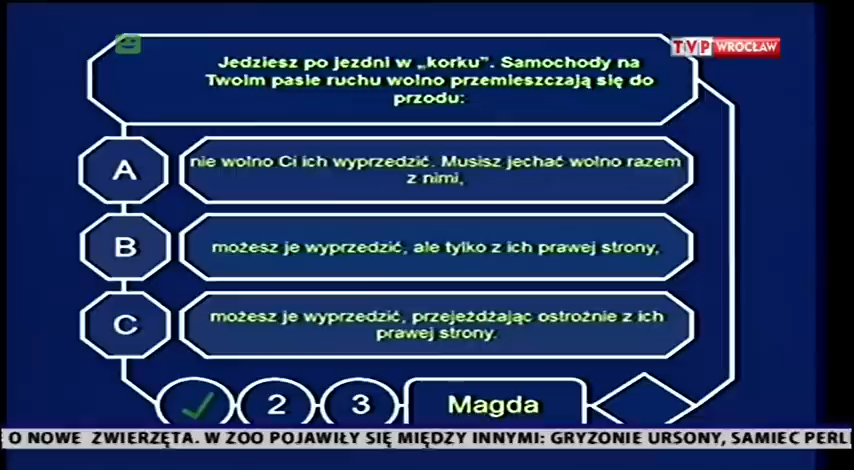 TVP WROCŁAW
Jedziesz po jezdni w „korku”. Samochody na
Twoim pasie ruchu wolno przemieszczają się do
przodu:
A
nie wolno Ci ich wyprzedzić. Musisz jechać wolno razem
z nimi,
B
możesz je wyprzedzić, ale tylko z ich prawej strony,
C
możesz je wyprzedzić, przejeżdżając ostrożnie z ich
prawej strony.
2 3 Magda
O NOWE ZWIERZĘTA. W ZOO POJAWIŁY SIĘ MIĘDZY INNYMI: GRYZONIE URSONY, SAMIEC PERL